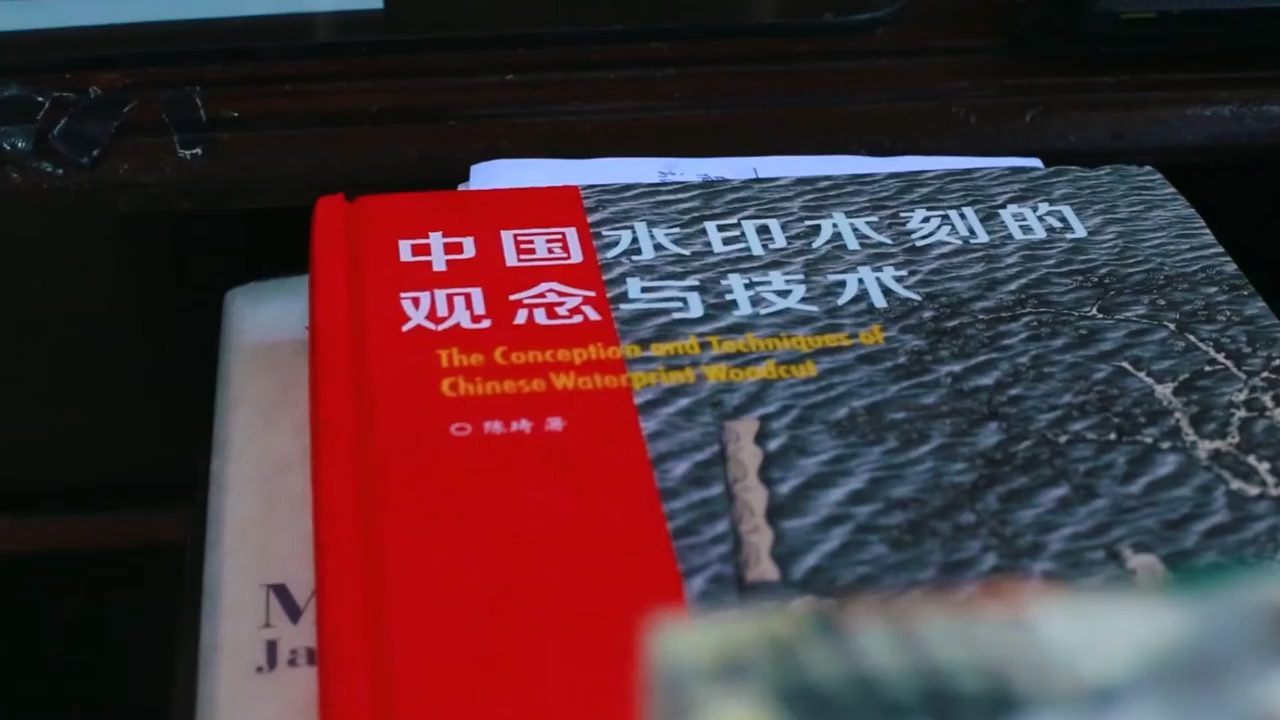 中国水印木刻的
观念与技术
The Conception and Techniques of
Chinese Waterprint Woodcut
陈琦 著
M
Ja